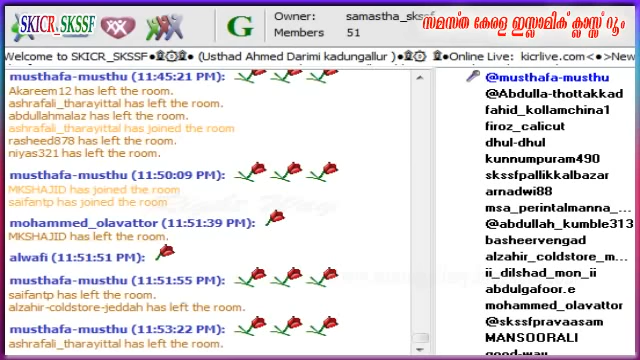 SKICR_SKSSF
G
Owner: samastha_skssf
Members 51
സമസ്ത കേരള ഇസ്ലാമിക് ക്ലാസ്സ് റൂം
Welcome to SKICR_SKSSF (Usthad Ahmed Darimi kadungallur ) Online Live: kicrlive.com<●>New
musthafa-musthu (11:45:21 PM):
Akareem12 has left the room.
ashrafali_tharayittal has left the room.
abdullahmalaz has left the room.
ashrafali_tharayittal has joined the room
rasheed878 has left the room.
niyas321 has left the room.
musthafa-musthu (11:50:09 PM):
MKSHAJID has joined the room
saifantp has joined the room
mohammed_olavattor (11:51:39 PM):
MKSHAJID has left the room.
alwafi (11:51:51 PM):
musthafa-musthu (11:51:55 PM):
saifantp has left the room.
alzahir-coldstore-jeddah has left the room.
musthafa-musthu (11:53:22 PM):
ashrafali_tharayittal has left the room.
@musthafa-musthu
@Abdulla-thottakkad
fahid_kollamchina1
firoz_calicut
dhul-dhul
kunnumpuram490
skssfpallikkalbazar
arnadwi88
msa_perintalmanna_...
@abdullah_kumble313
basheervengad
alzahir_coldstore_m...
ii_dilshad_mon_ii
abdulgafoor.e
mohammed_olavattor
@skssfpravaasam
MANSOORALI
good-way